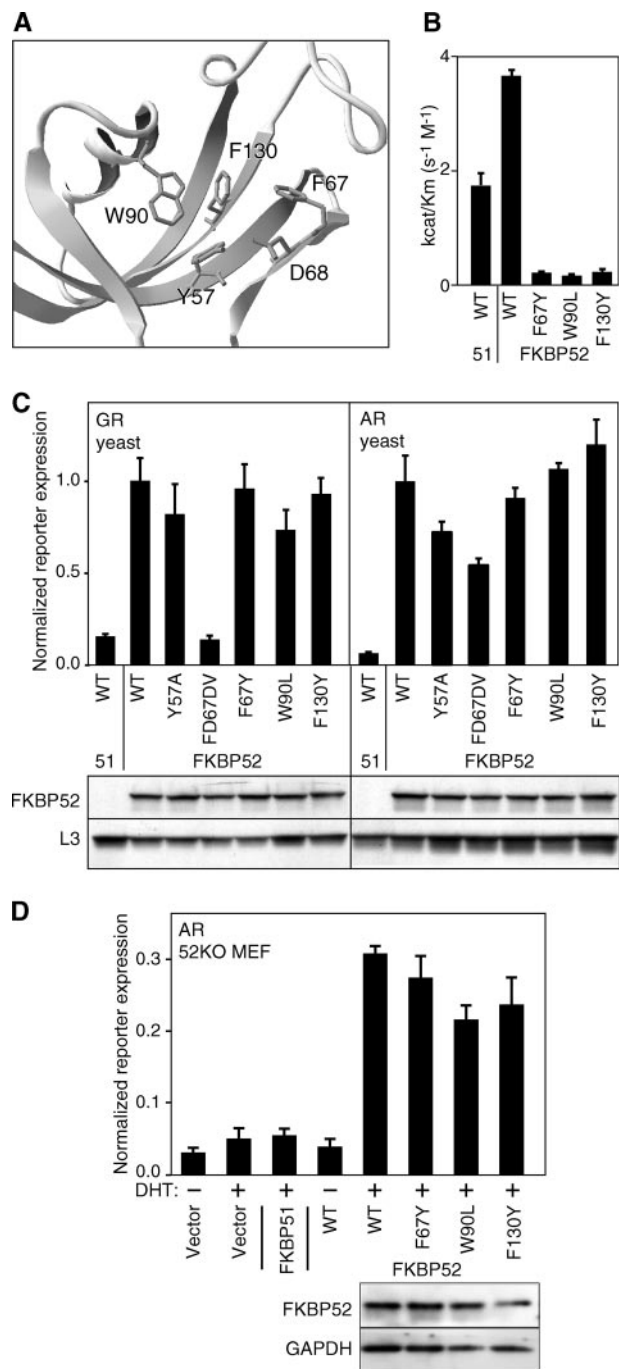 A
W90
F130
F67
Y57
D68
B
kcat/Km (s⁻¹ M⁻¹)
4
2
0
WT
WT
F67Y
W90L
F130Y
51
FKBP52
C
Normalized reporter expression
GR
yeast
AR
yeast
1.0
0.5
0.0
WT
WT
Y57A
FD67DV
F67Y
W90L
F130Y
WT
WT
Y57A
FD67DV
F67Y
W90L
F130Y
51
FKBP52
51
FKBP52
FKBP52
L3
D
Normalized reporter expression
AR
52KO MEF
0.3
0.2
0.1
0.0
DHT: − + + − + + + +
Vector
Vector
FKBP51
WT
WT
F67Y
W90L
F130Y
FKBP52
FKBP52
GAPDH